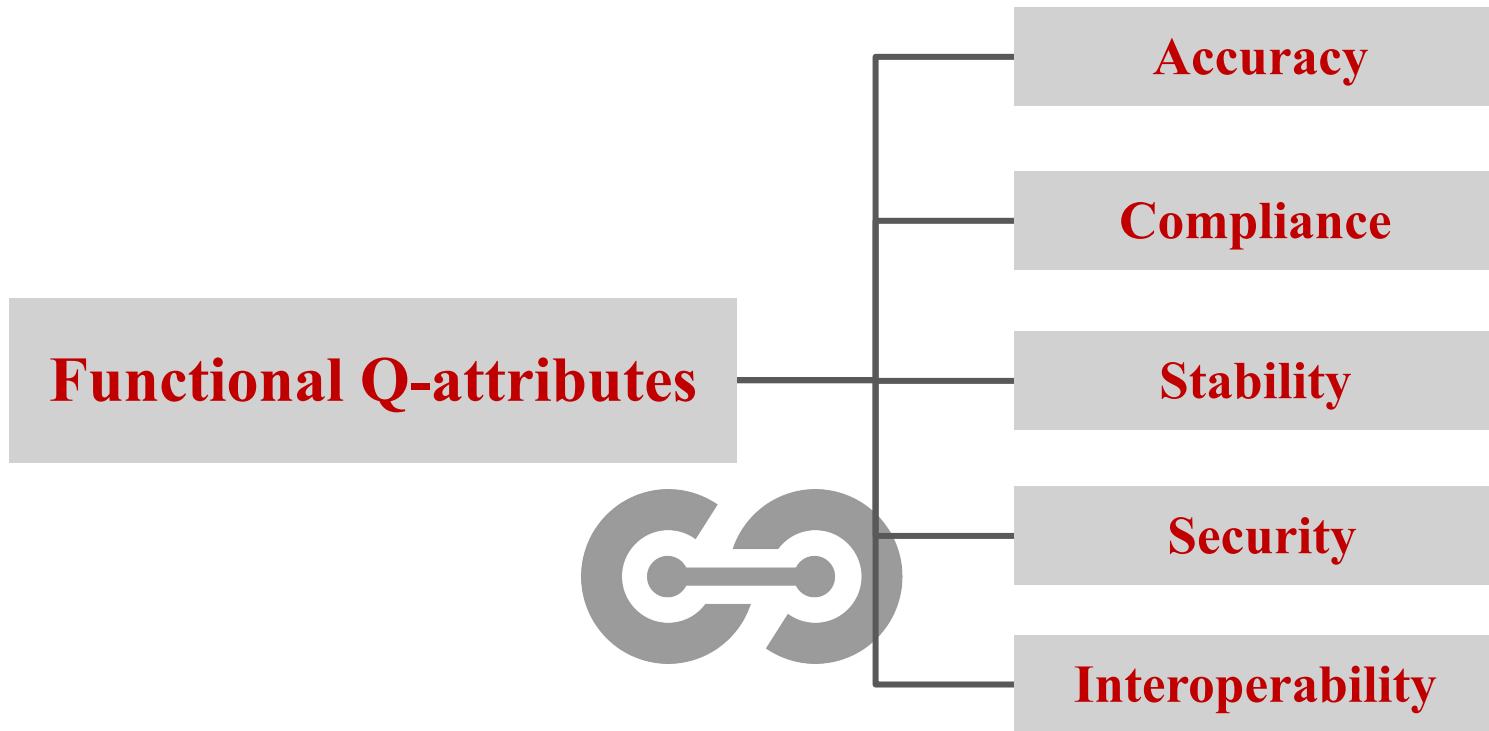 Accuracy
Compliance
Functional Q-attributes
Stability
Security
Interoperability